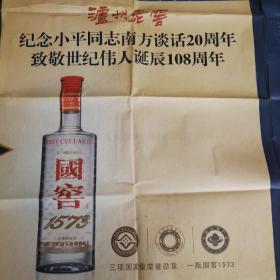 泸州老窖
纪念小平同志南方谈话20周年
致敬世纪伟人诞辰108周年
國窖
1573
三项国家级荣誉勋章 一瓶国窖1573